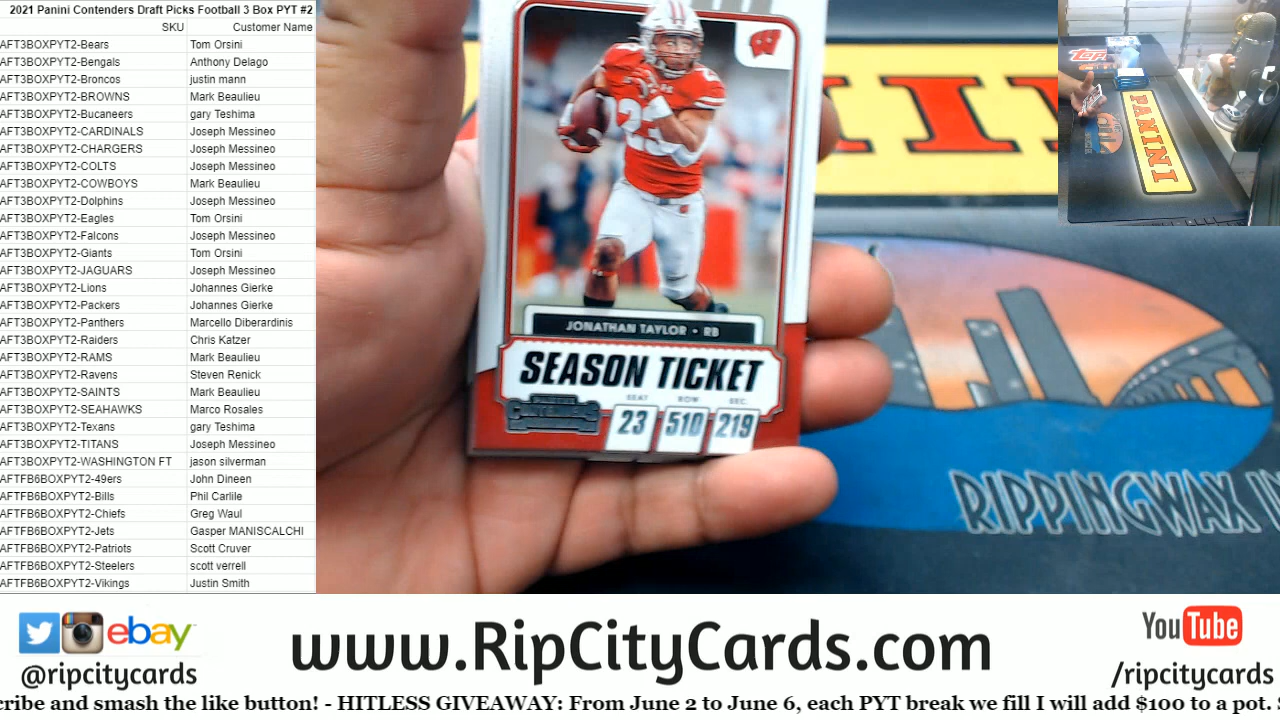 2021 Panini Contenders Draft Picks Football 3 Box PYT #2
SKU Customer Name
AFT3BOXPYT2-Bears Tom Orsini
AFT3BOXPYT2-Bengals Anthony Delago
AFT3BOXPYT2-Broncos justin mann
AFT3BOXPYT2-BROWNS Mark Beaulieu
AFT3BOXPYT2-Bucaneers gary Teshima
AFT3BOXPYT2-CARDINALS Joseph Messineo
AFT3BOXPYT2-CHARGERS Joseph Messineo
AFT3BOXPYT2-COLTS Joseph Messineo
AFT3BOXPYT2-COWBOYS Mark Beaulieu
AFT3BOXPYT2-Dolphins Joseph Messineo
AFT3BOXPYT2-Eagles Tom Orsini
AFT3BOXPYT2-Falcons Joseph Messineo
AFT3BOXPYT2-Giants Tom Orsini
AFT3BOXPYT2-JAGUARS Joseph Messineo
AFT3BOXPYT2-Lions Johannes Gierke
AFT3BOXPYT2-Packers Johannes Gierke
AFT3BOXPYT2-Panthers Marcello Diberardinis
AFT3BOXPYT2-Raiders Chris Katzer
AFT3BOXPYT2-RAMS Mark Beaulieu
AFT3BOXPYT2-Ravens Steven Renick
AFT3BOXPYT2-SAINTS Mark Beaulieu
AFT3BOXPYT2-SEAHAWKS Marco Rosales
AFT3BOXPYT2-Texans gary Teshima
AFT3BOXPYT2-TITANS Joseph Messineo
AFT3BOXPYT2-WASHINGTON FT jason silverman
AFTFB6BOXPYT2-49ers John Dineen
AFTFB6BOXPYT2-Bills Phil Carlile
AFTFB6BOXPYT2-Chiefs Greg Waul
AFTFB6BOXPYT2-Jets Gasper MANISCALCHI
AFTFB6BOXPYT2-Patriots Scott Cruver
AFTFB6BOXPYT2-Steelers scott verrell
AFTFB6BOXPYT2-Vikings Justin Smith
W
23
JONATHAN TAYLOR • RB
SEASON TICKET
SEAT ROW SEC.
PANINI
CONTENDERS
23 510 219
RIPPINGWAX IN
PANINI
ebay
@ripcitycards
www.RipCityCards.com
YouTube
/ripcitycards
cribe and smash the like button! - HITLESS GIVEAWAY: From June 2 to June 6, each PYT break we fill I will add $100 to a pot.